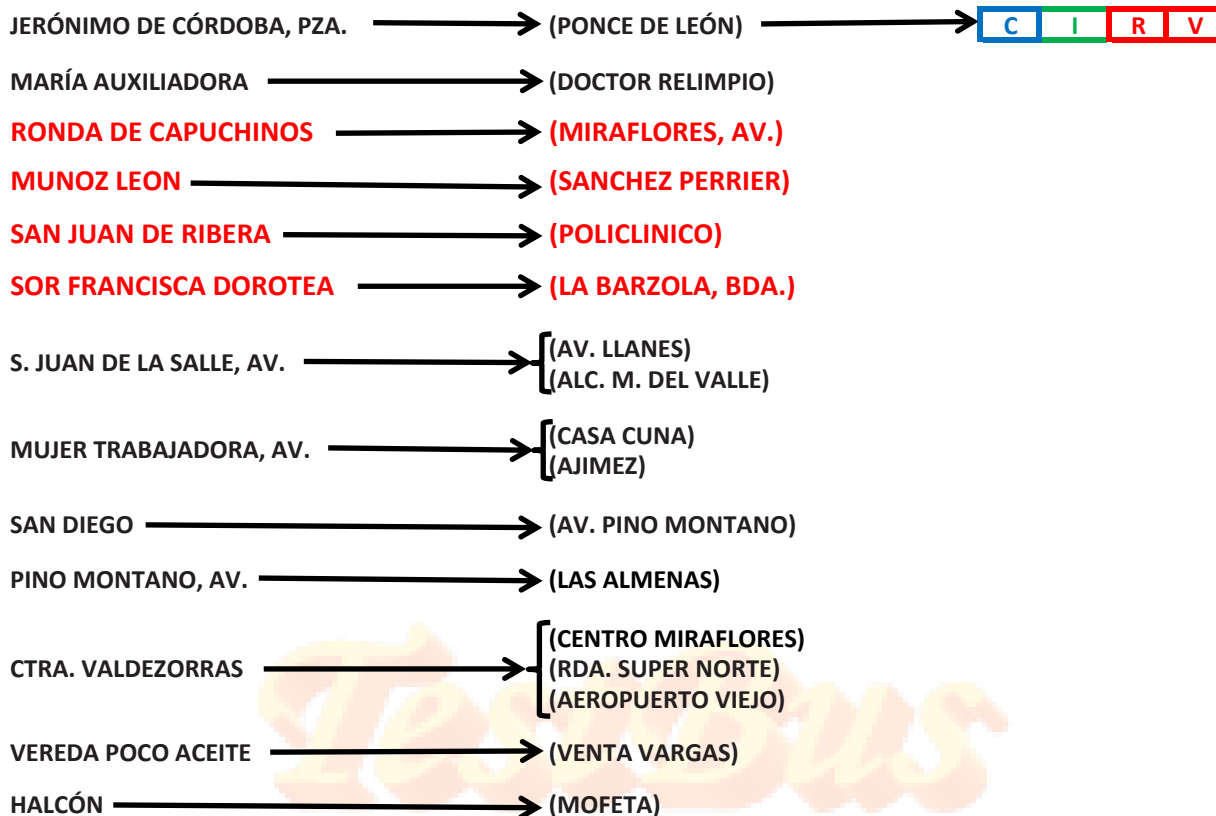 JERÓNIMO DE CÓRDOBA, PZA. (PONCE DE LEÓN) C I R V
MARÍA AUXILIADORA (DOCTOR RELIMPIO)
RONDA DE CAPUCHINOS (MIRAFLORES, AV.)
MUNOZ LEON (SANCHEZ PERRIER)
SAN JUAN DE RIBERA (POLICLINICO)
SOR FRANCISCA DOROTEA (LA BARZOLA, BDA.)
S. JUAN DE LA SALLE, AV. (AV. LLANES)
(ALC. M. DEL VALLE)
MUJER TRABAJADORA, AV. (CASA CUNA)
(AJIMEZ)
SAN DIEGO (AV. PINO MONTANO)
PINO MONTANO, AV. (LAS ALMENAS)
(CENTRO MIRAFLORES)
CTRA. VALDEZORRAS (RDA. SUPER NORTE)
(AEROPUERTO VIEJO)
VEREDA POCO ACEITE (VENTA VARGAS)
HALCÓN (MOFETA)
TestBus